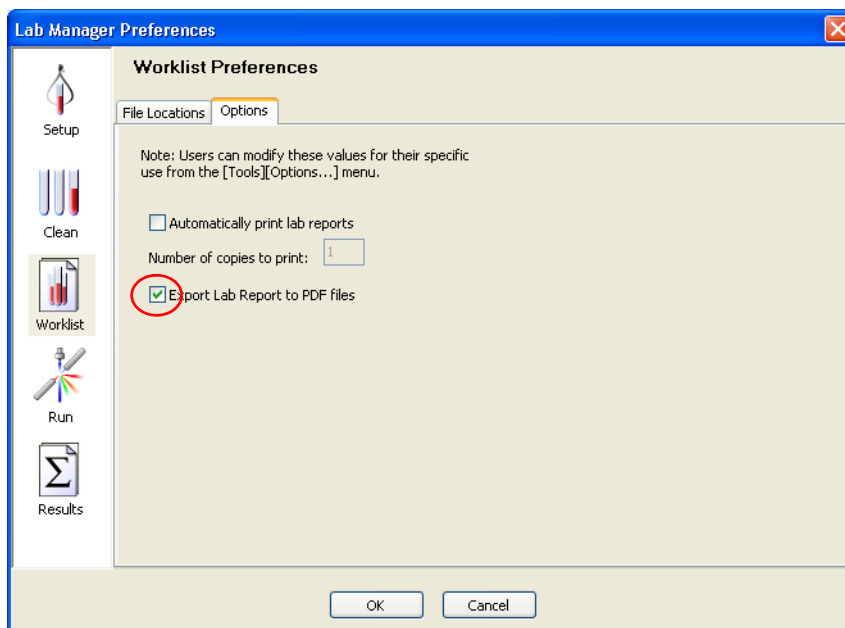 Lab Manager Preferences
Setup
Clean
Worklist
Run
Results
Worklist Preferences
File Locations
Options
Note: Users can modify these values for their specific
use from the [Tools][Options...] menu.
Automatically print lab reports
Number of copies to print: 1
Export Lab Report to PDF files
OK
Cancel